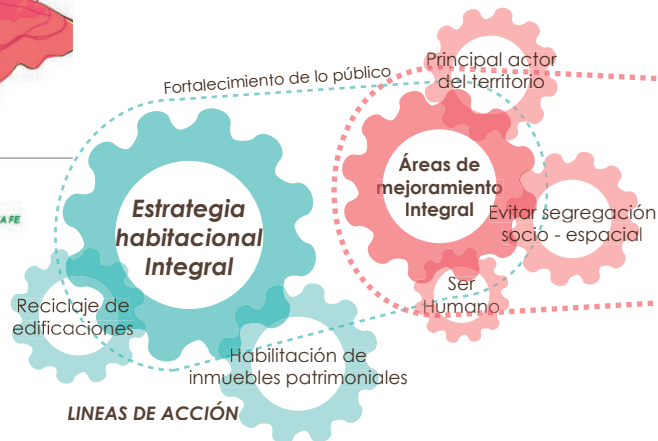 Principal actor
del territorio
Fortalecimiento de lo público
Áreas de
mejoramiento
Integral
Evitar segregación
socio - espacial
Estrategia
habitacional
Integral
Ser
Humano
Reciclaje de
edificaciones
Habilitación de
inmuebles patrimoniales
LINEAS DE ACCIÓN